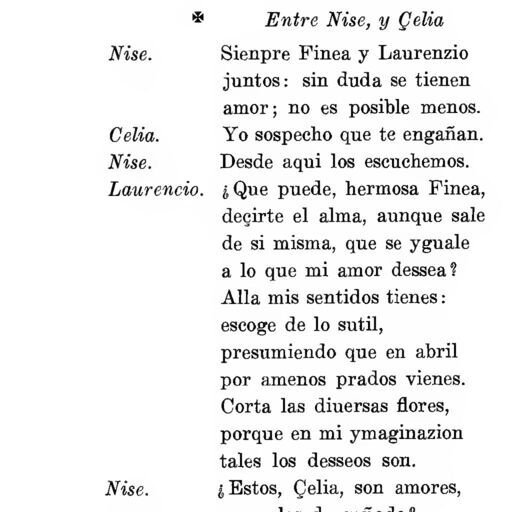 ✠ Entre Nise, y Çelia
Nise. Sienpre Finea y Laurenzio
juntos: sin duda se tienen
amor; no es posible menos.
Celia. Yo sospecho que te engañan.
Nise. Desde aqui los escuchemos.
Laurencio. ¿Que puede, hermosa Finea,
deçirte el alma, aunque sale
de si misma, que se yguale
a lo que mi amor dessea?
Alla mis sentidos tienes:
escoge de lo sutil,
presumiendo que en abril
por amenos prados vienes.
Corta las diuersas flores,
porque en mi ymaginazion
tales los desseos son.
Nise. ¿Estos, Çelia, son amores,